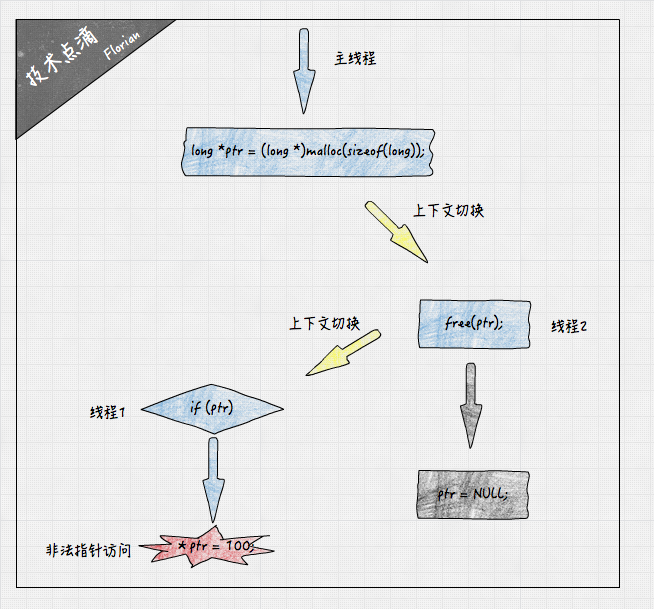 技术点滴
Florian
主线程
long *ptr = (long *)malloc(sizeof(long));
上下文切换
free(ptr);
线程2
上下文切换
线程1
if (ptr)
ptr = NULL;
非法指针访问
*ptr = 100;